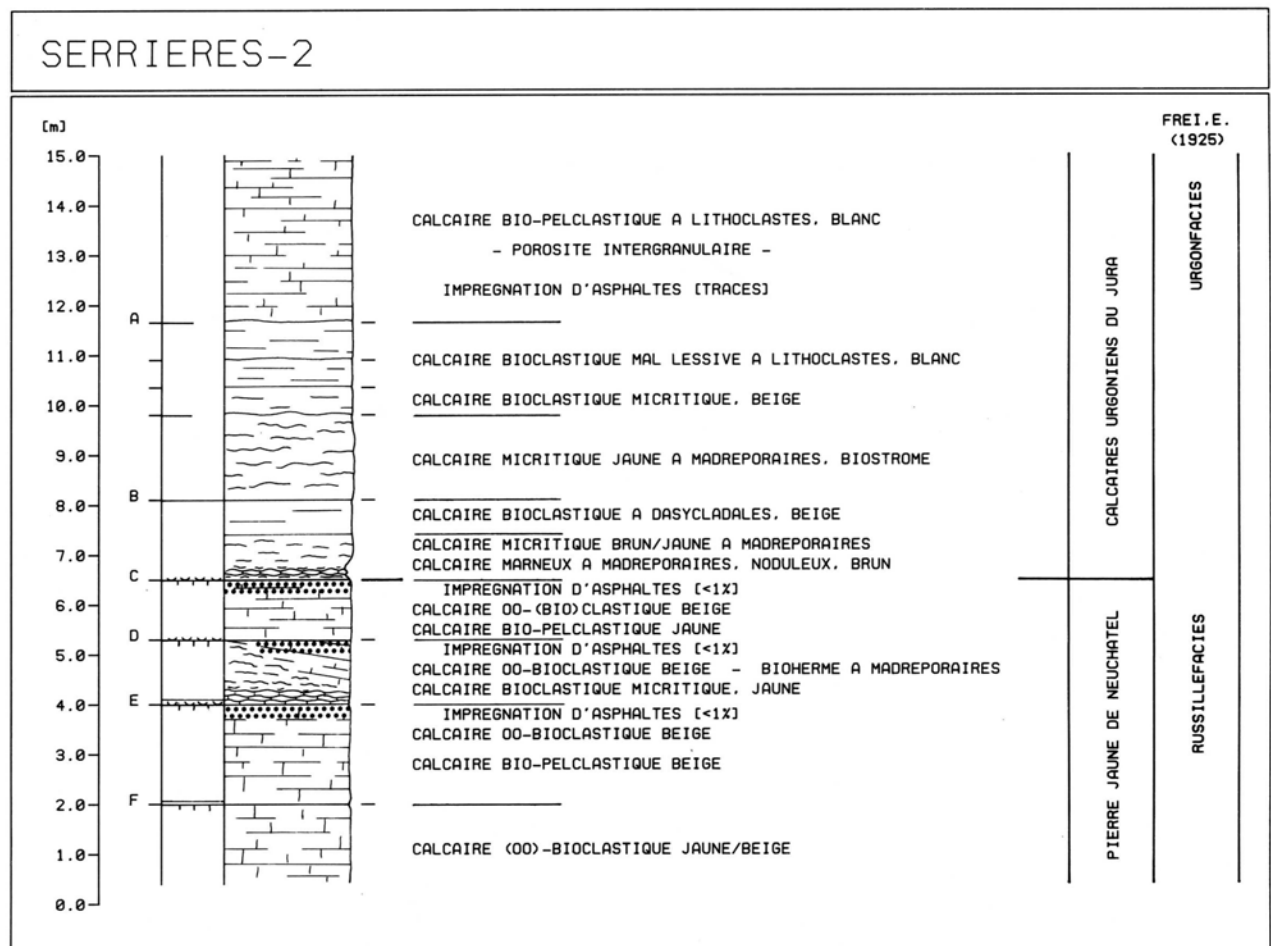 SERRIERES-2
[m]
FREI.E.
(1925)
15.0
14.0
CALCAIRE BIO-PELCLASTIQUE A LITHOCLASTES. BLANC
- POROSITE INTERGRANULAIRE -
13.0
IMPREGNATION D'ASPHALTES [TRACES]
12.0
A
11.0
CALCAIRE BIOCLASTIQUE MAL LESSIVE A LITHOCLASTES. BLANC
CALCAIRE BIOCLASTIQUE MICRITIQUE. BEIGE
10.0
9.0
CALCAIRE MICRITIQUE JAUNE A MADREPORAIRES. BIOSTROME
B
8.0
CALCAIRE BIOCLASTIQUE A DASYCLADALES. BEIGE
CALCAIRE MICRITIQUE BRUN/JAUNE A MADREPORAIRES
7.0
CALCAIRE MARNEUX A MADREPORAIRES. NODULEUX. BRUN
C
IMPREGNATION D'ASPHALTES [<1%]
6.0
CALCAIRE OO-(BIO)CLASTIQUE BEIGE
CALCAIRE BIO-PELCLASTIQUE JAUNE
D
IMPREGNATION D'ASPHALTES [<1%]
5.0
CALCAIRE OO-BIOCLASTIQUE BEIGE - BIOHERME A MADREPORAIRES
CALCAIRE BIOCLASTIQUE MICRITIQUE. JAUNE
E
4.0
IMPREGNATION D'ASPHALTES [<1%]
CALCAIRE OO-BIOCLASTIQUE BEIGE
3.0
CALCAIRE BIO-PELCLASTIQUE BEIGE
F
2.0
1.0
CALCAIRE (OO)-BIOCLASTIQUE JAUNE/BEIGE
0.0
CALCAIRES URGONIENS DU JURA
PIERRE JAUNE DE NEUCHATEL
URGONFACIES
RUSSILLEFACIES